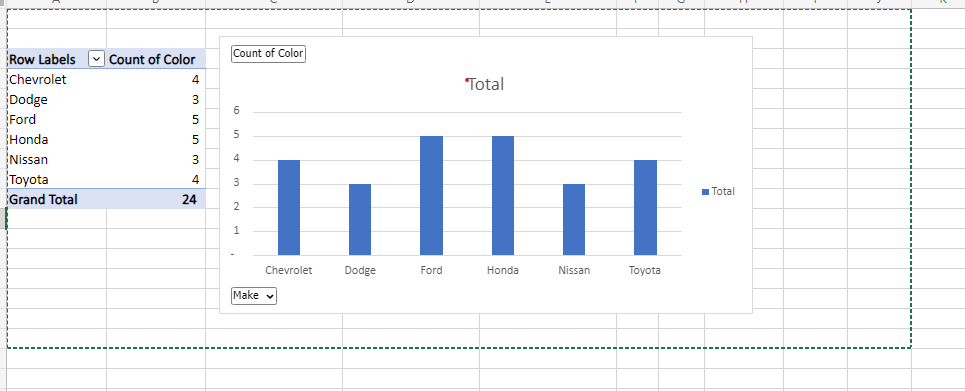 Row Labels Count of Color
Chevrolet 4
Dodge 3
Ford 5
Honda 5
Nissan 3
Toyota 4
Grand Total 24
Count of Color
Total
6
5
4
3
2
1
-
Chevrolet Dodge Ford Honda Nissan Toyota
Total
Make